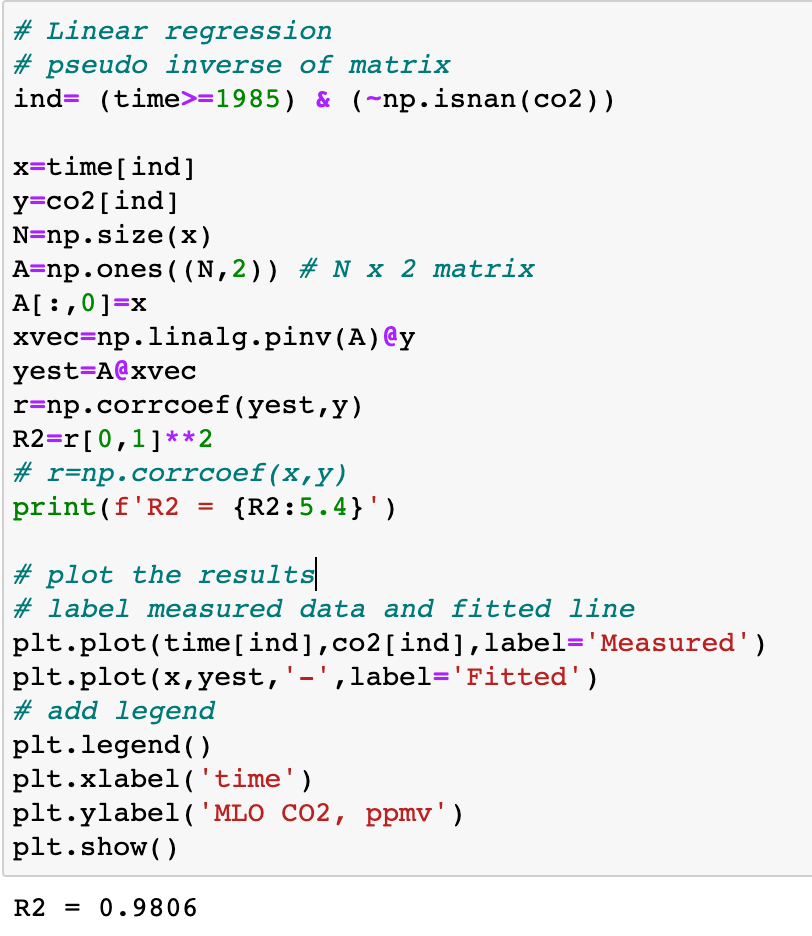 # Linear regression
# pseudo inverse of matrix
ind= (time>=1985) & (~np.isnan(co2))
x=time[ind]
y=co2[ind]
N=np.size(x)
A=np.ones((N,2)) # N x 2 matrix
A[:,0]=x
xvec=np.linalg.pinv(A)@y
yest=A@xvec
r=np.corrcoef(yest,y)
R2=r[0,1]**2
# r=np.corrcoef(x,y)
print(f'R2 = {R2:5.4}')
# plot the results
# label measured data and fitted line
plt.plot(time[ind],co2[ind],label='Measured')
plt.plot(x,yest,'-',label='Fitted')
# add legend
plt.legend()
plt.xlabel('time')
plt.ylabel('MLO CO2, ppmv')
plt.show()
R2 = 0.9806